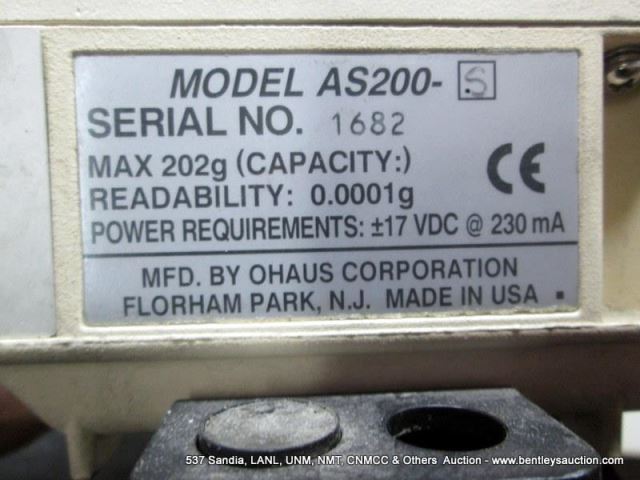 MODEL AS200-S
SERIAL NO. 1682
MAX 202g (CAPACITY:)
READABILITY: 0.0001g
CE
POWER REQUIREMENTS: ±17 VDC @ 230 mA
MFD. BY OHAUS CORPORATION
FLORHAM PARK, N.J. MADE IN USA
537 Sandia, LANL, UNM, NMT, CNMCC & Others Auction - www.bentleysauction.com